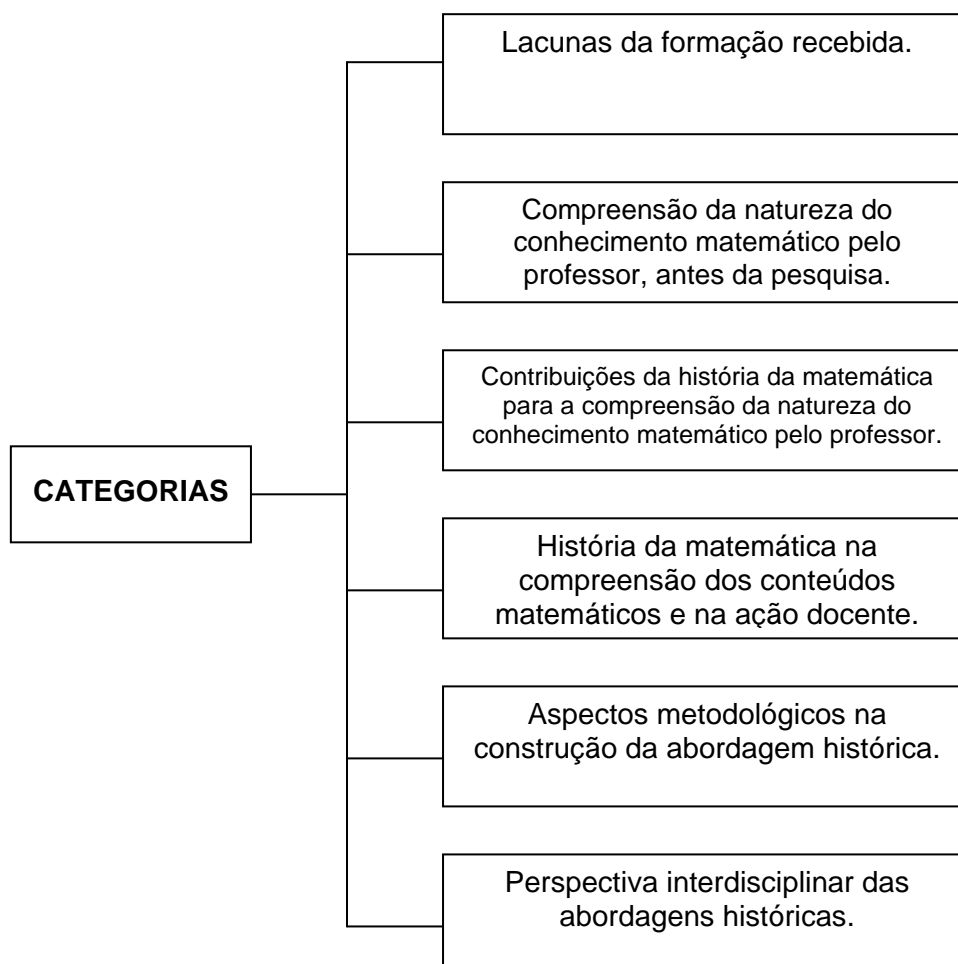 Lacunas da formação recebida.
Compreensão da natureza do
conhecimento matemático pelo
professor, antes da pesquisa.
Contribuições da história da matemática
para a compreensão da natureza do
conhecimento matemático pelo professor.
CATEGORIAS
História da matemática na
compreensão dos conteúdos
matemáticos e na ação docente.
Aspectos metodológicos na
construção da abordagem histórica.
Perspectiva interdisciplinar das
abordagens históricas.